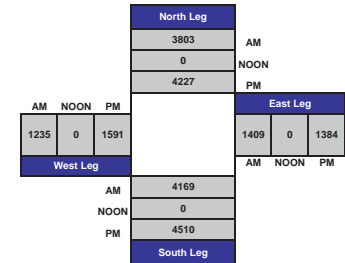 North Leg
3803 AM
0 NOON
4227 PM
AM NOON PM
East Leg
1235 0 1591
1409 0 1384
West Leg
AM NOON PM
AM 4169
NOON 0
PM 4510
South Leg